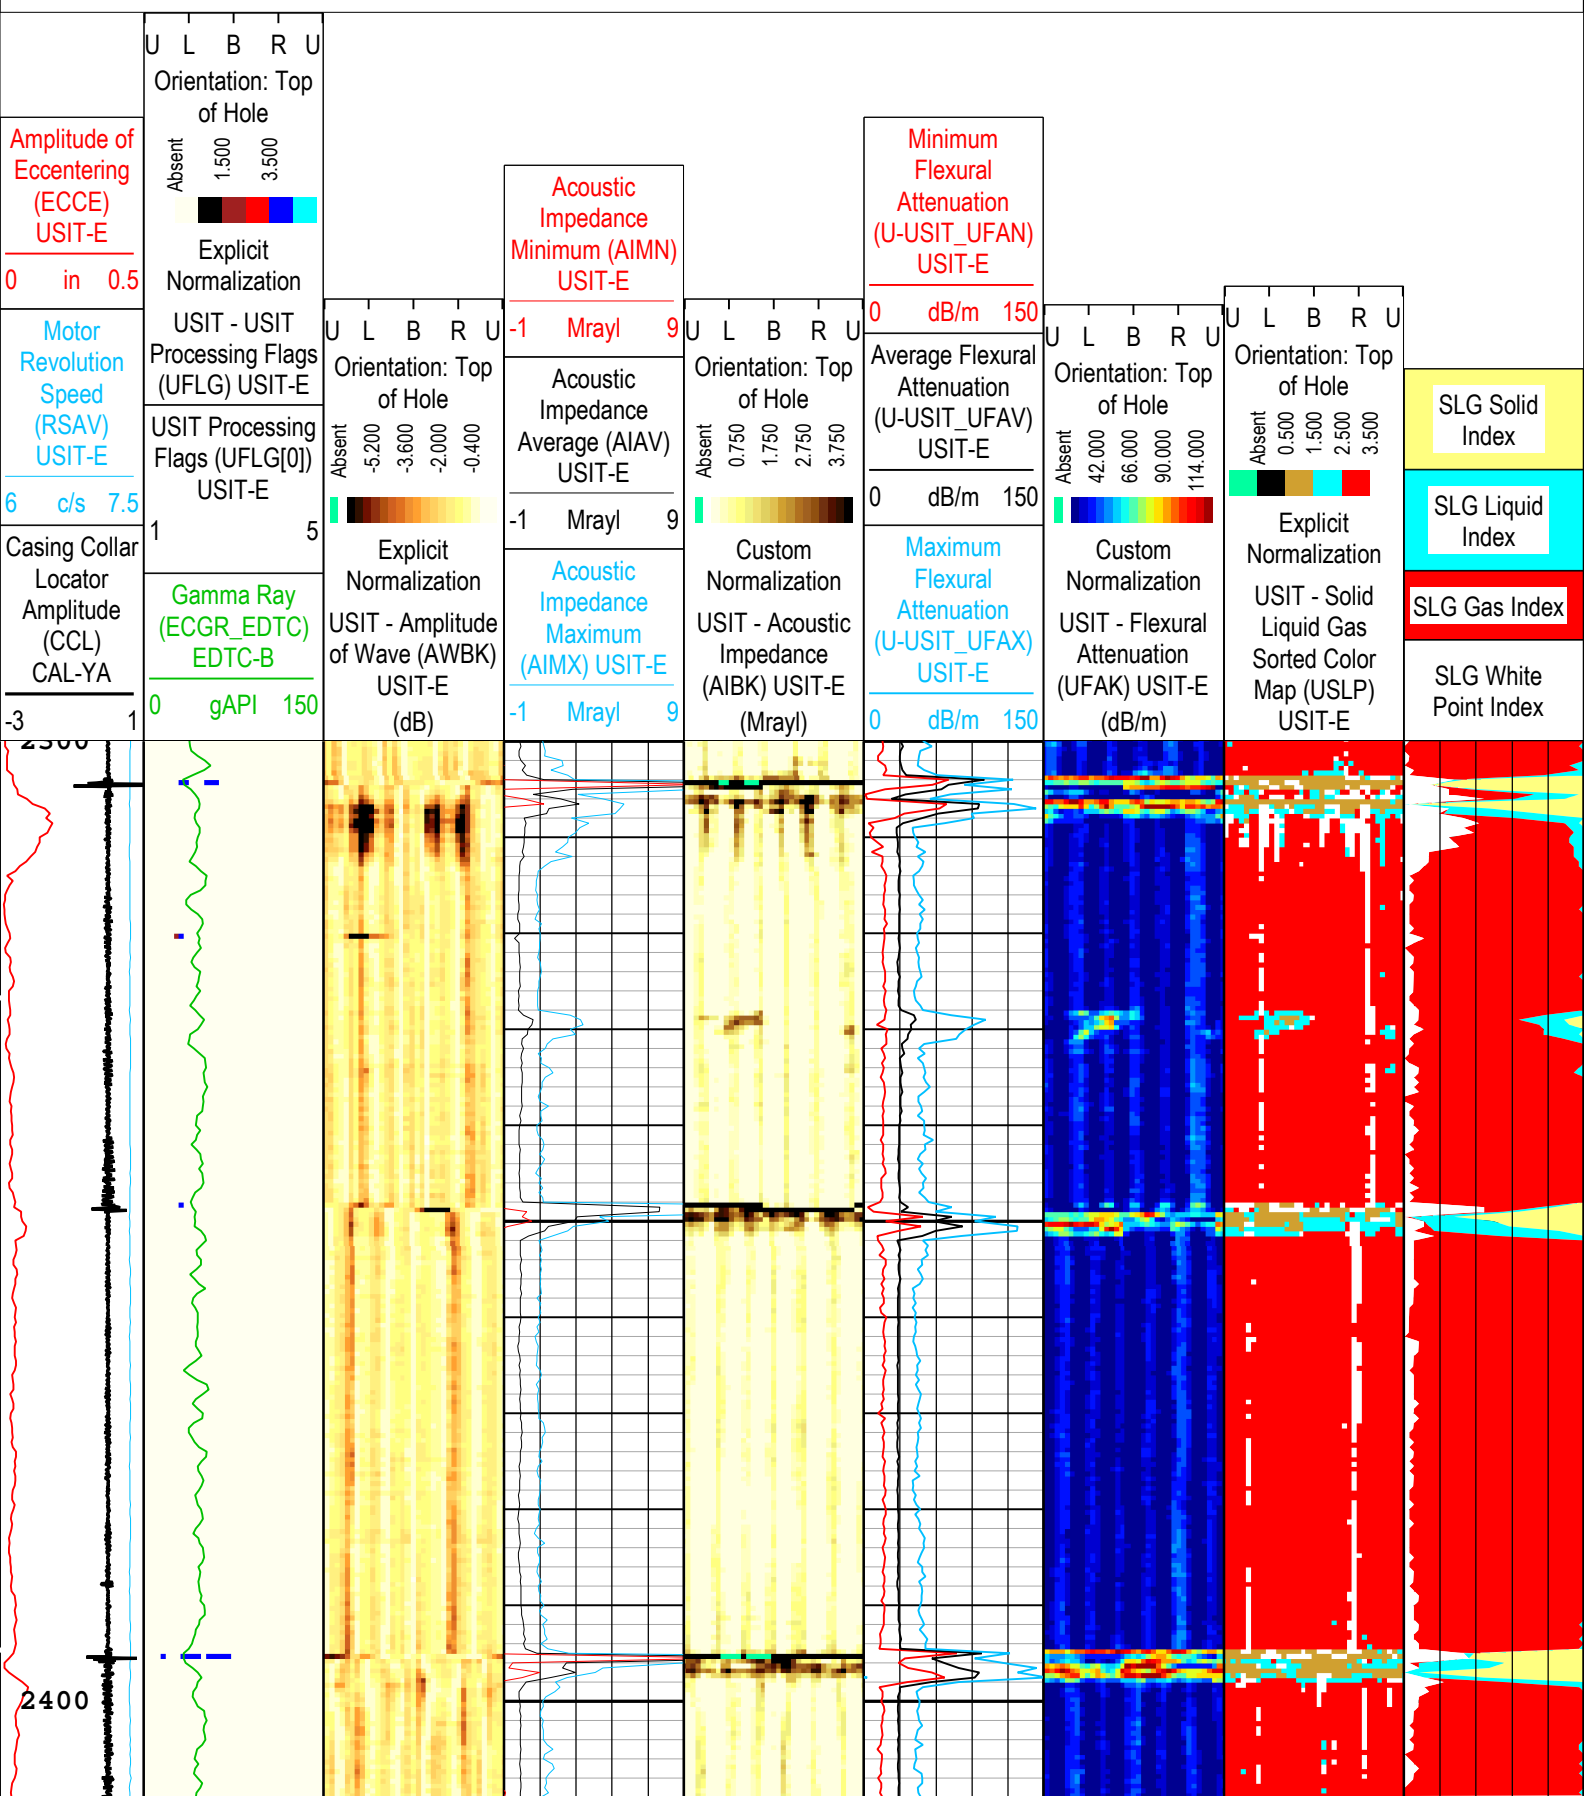 U L B R U
Orientation: Top
of Hole
Absent
1.500
3.500
Explicit
Normalization
USIT - USIT
Processing Flags
(UFLG) USIT-E
USIT Processing
Flags (UFLG[0])
USIT-E
1 5
Gamma Ray
(ECGR_EDTC)
EDTC-B
0 gAPI 150
Amplitude of
Eccentering
(ECCE)
USIT-E
0 in 0.5
Motor
Revolution
Speed
(RSAV)
USIT-E
6 c/s 7.5
Casing Collar
Locator
Amplitude
(CCL)
CAL-YA
-3 1
U L B R U
Orientation: Top
of Hole
Absent
-5.200
-3.600
-2.000
-0.400
Explicit
Normalization
USIT - Amplitude
of Wave (AWBK)
USIT-E
(dB)
Acoustic
Impedance
Minimum (AIMN)
USIT-E
-1 Mrayl 9
Acoustic
Impedance
Average (AIAV)
USIT-E
-1 Mrayl 9
Acoustic
Impedance
Maximum
(AIMX) USIT-E
-1 Mrayl 9
U L B R U
Orientation: Top
of Hole
Absent
0.750
1.750
2.750
3.750
Custom
Normalization
USIT - Acoustic
Impedance
(AIBK) USIT-E
(Mrayl)
Minimum
Flexural
Attenuation
(U-USIT_UFAN)
USIT-E
0 dB/m 150
Average Flexural
Attenuation
(U-USIT_UFAV)
USIT-E
0 dB/m 150
Maximum
Flexural
Attenuation
(U-USIT_UFAX)
USIT-E
0 dB/m 150
U L B R U
Orientation: Top
of Hole
Absent
42.000
66.000
90.000
114.000
Custom
Normalization
USIT - Flexural
Attenuation
(UFAK) USIT-E
(dB/m)
U L B R U
Orientation: Top
of Hole
Absent
0.500
1.500
2.500
3.500
Explicit
Normalization
USIT - Solid
Liquid Gas
Sorted Color
Map (USLP)
USIT-E
SLG Solid
Index
SLG Liquid
Index
SLG Gas Index
SLG White
Point Index
2300
2400